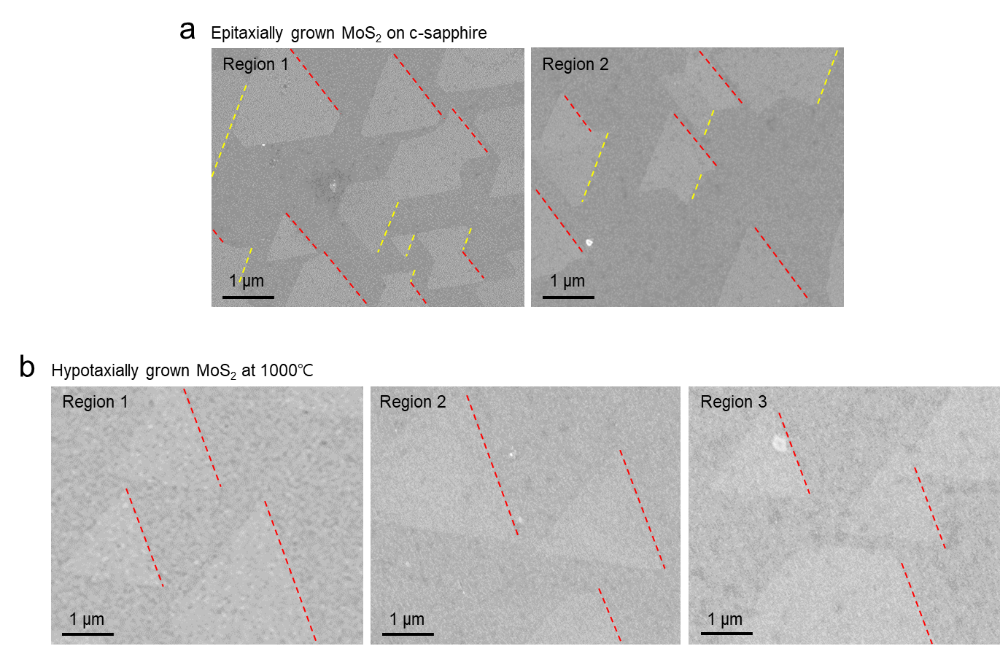 a Epitaxially grown MoS₂ on c-sapphire
Region 1
Region 2
1 µm
1 µm
b Hypotaxially grown MoS₂ at 1000℃
Region 1
Region 2
Region 3
1 µm
1 µm
1 µm